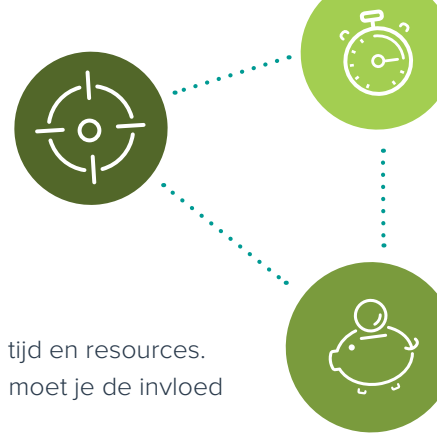 tijd en resources.
moet je de invloed